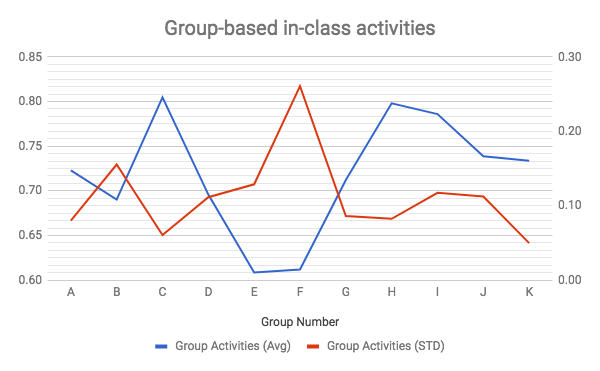 Group-based in-class activities
0.85 0.30
0.80
0.75 0.20
0.70
0.10
0.65
0.60 0.00
A B C D E F G H I J K
Group Number
Group Activities (Avg) Group Activities (STD)